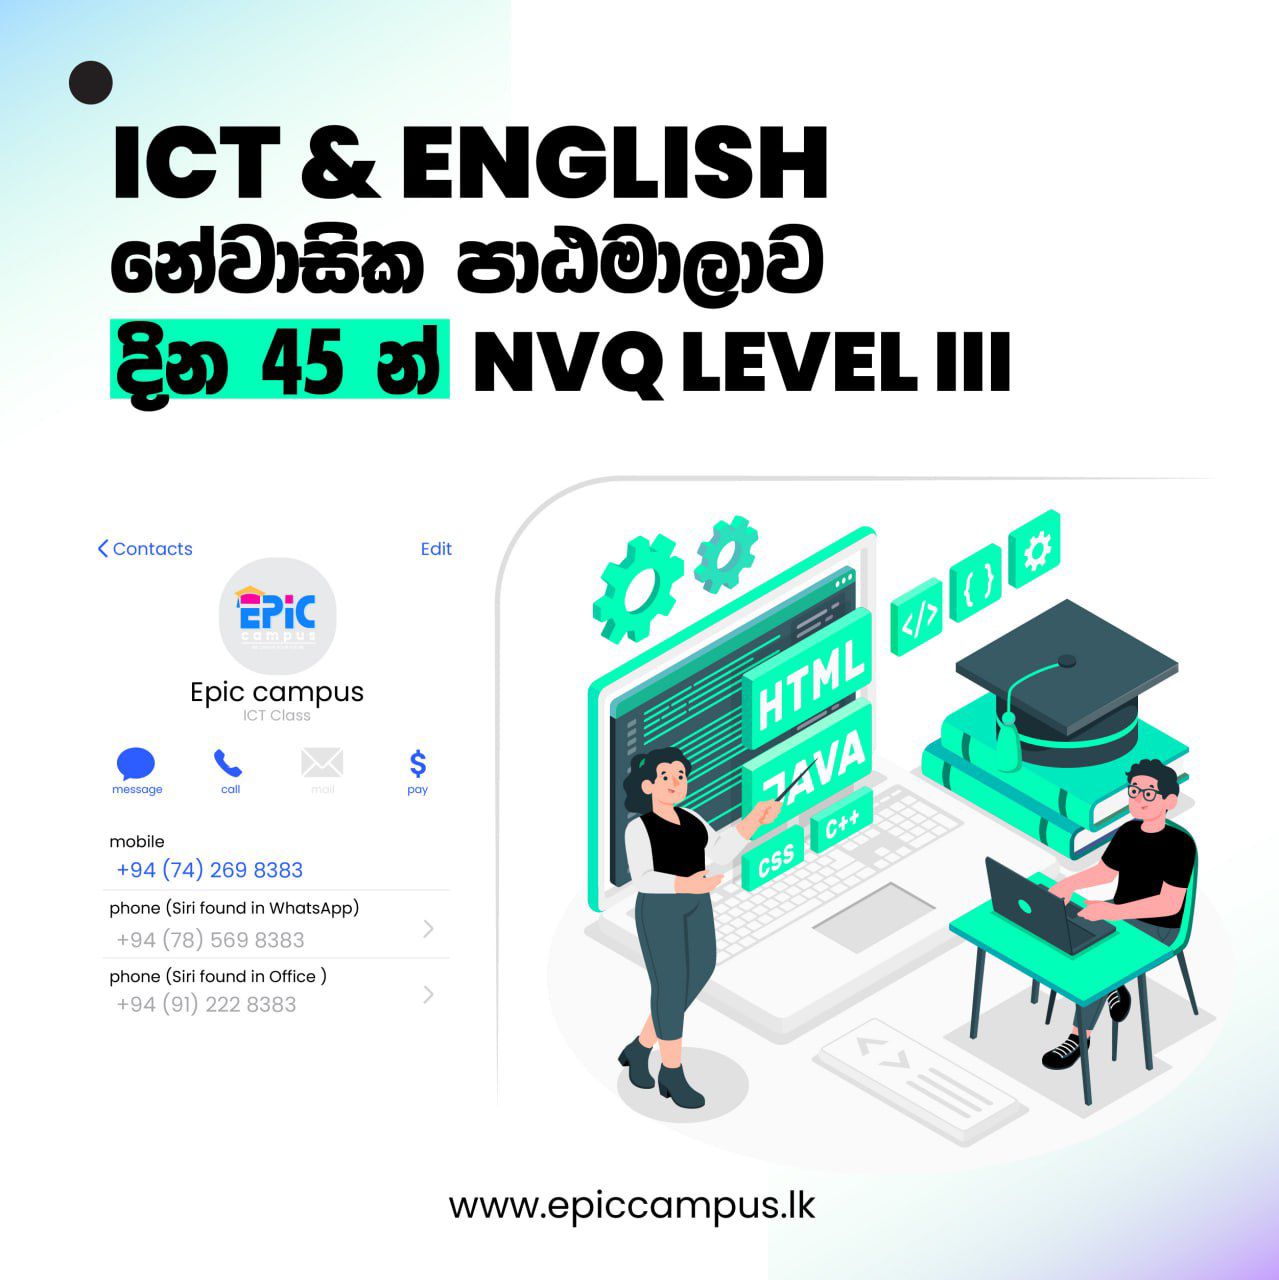 ICT & ENGLISH
නේවාසික පාඨමාලාව
දින 45 න් NVQ LEVEL III
Contacts
Edit
EPiC
campus
Epic campus
ICT Class
message
call
mail
pay
mobile
+94 (74) 269 8383
phone (Siri found in WhatsApp)
+94 (78) 569 8383
phone (Siri found in Office )
+94 (91) 222 8383
HTML
JAVA
CSS
C++
</>
{ }
< >
www.epiccampus.lk